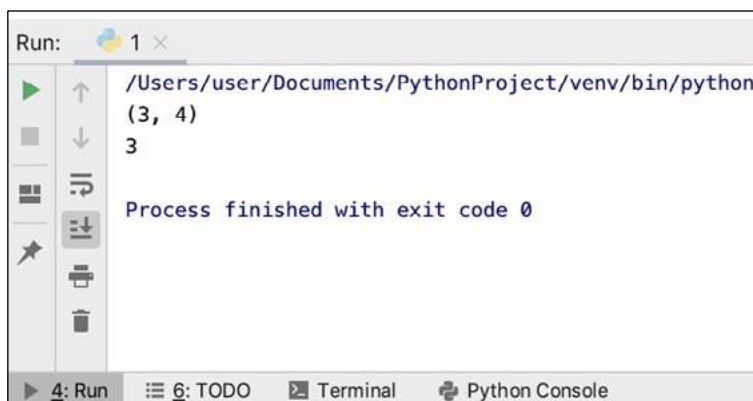 Run: 1 ×
/Users/user/Documents/PythonProject/venv/bin/python
(3, 4)
3
Process finished with exit code 0
4: Run 6: TODO Terminal Python Console